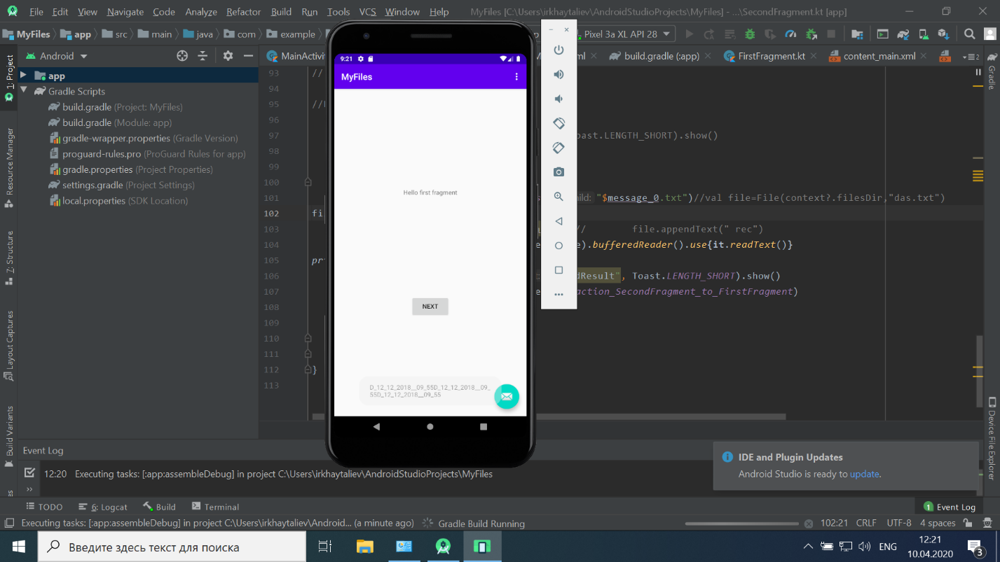 File Edit View Navigate Code Analyze Refactor Build Run Tools VCS Window Help MyFiles [C:\Users\irkhaytaliev\AndroidStudioProjects\MyFiles] - ...\SecondFragment.kt [app]
MyFiles app src main java com example Pixel 3a XL API 28
Android MainActivi build.gradle (:app) FirstFragment.kt content_main.xml
1: Project
Resource Manager
7: Structure
Layout Captures
Build Variants
app
Gradle Scripts
build.gradle (Project: MyFiles)
build.gradle (Module: app)
gradle-wrapper.properties (Gradle Version)
proguard-rules.pro (ProGuard Rules for app)
gradle.properties (Project Properties)
settings.gradle (Project Settings)
local.properties (SDK Location)
93 //
94
95 //
96
97 oast.LENGTH_SHORT).show()
98
99
100
101 "$message_0.txt")//val file=File(context?.filesDir,"das.txt")
102 fi
103 // file.appendText(" rec")
104 e).bufferedReader().use{it.readText()}
105 pr
106 dResult", Toast.LENGTH_SHORT).show()
107 action_SecondFragment_to_FirstFragment)
108
109
110
111
112 }
113
9:21
MyFiles
Hello first fragment
NEXT
D_12_12_2018__09_55D_12_12_2018__09_
55D_12_12_2018__09_55
Gradle
Device File Explorer
Event Log
12:20 Executing tasks: [:app:assembleDebug] in project C:\Users\irkhaytaliev\AndroidStudioProjects\MyFiles
IDE and Plugin Updates
Android Studio is ready to update.
TODO 6: Logcat Build Terminal 1 Event Log
Executing tasks: [:app:assembleDebug] in project C:\Users\irkhaytaliev\Android... (a minute ago) Gradle Build Running 102:21 CRLF UTF-8 4 spaces
Введите здесь текст для поиска ENG 12:21
10.04.2020 3